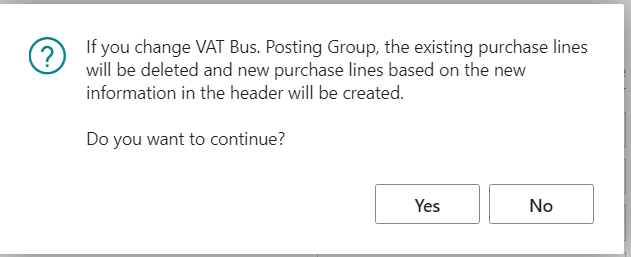 If you change VAT Bus. Posting Group, the existing purchase lines
will be deleted and new purchase lines based on the new
information in the header will be created.
Do you want to continue?
Yes
No